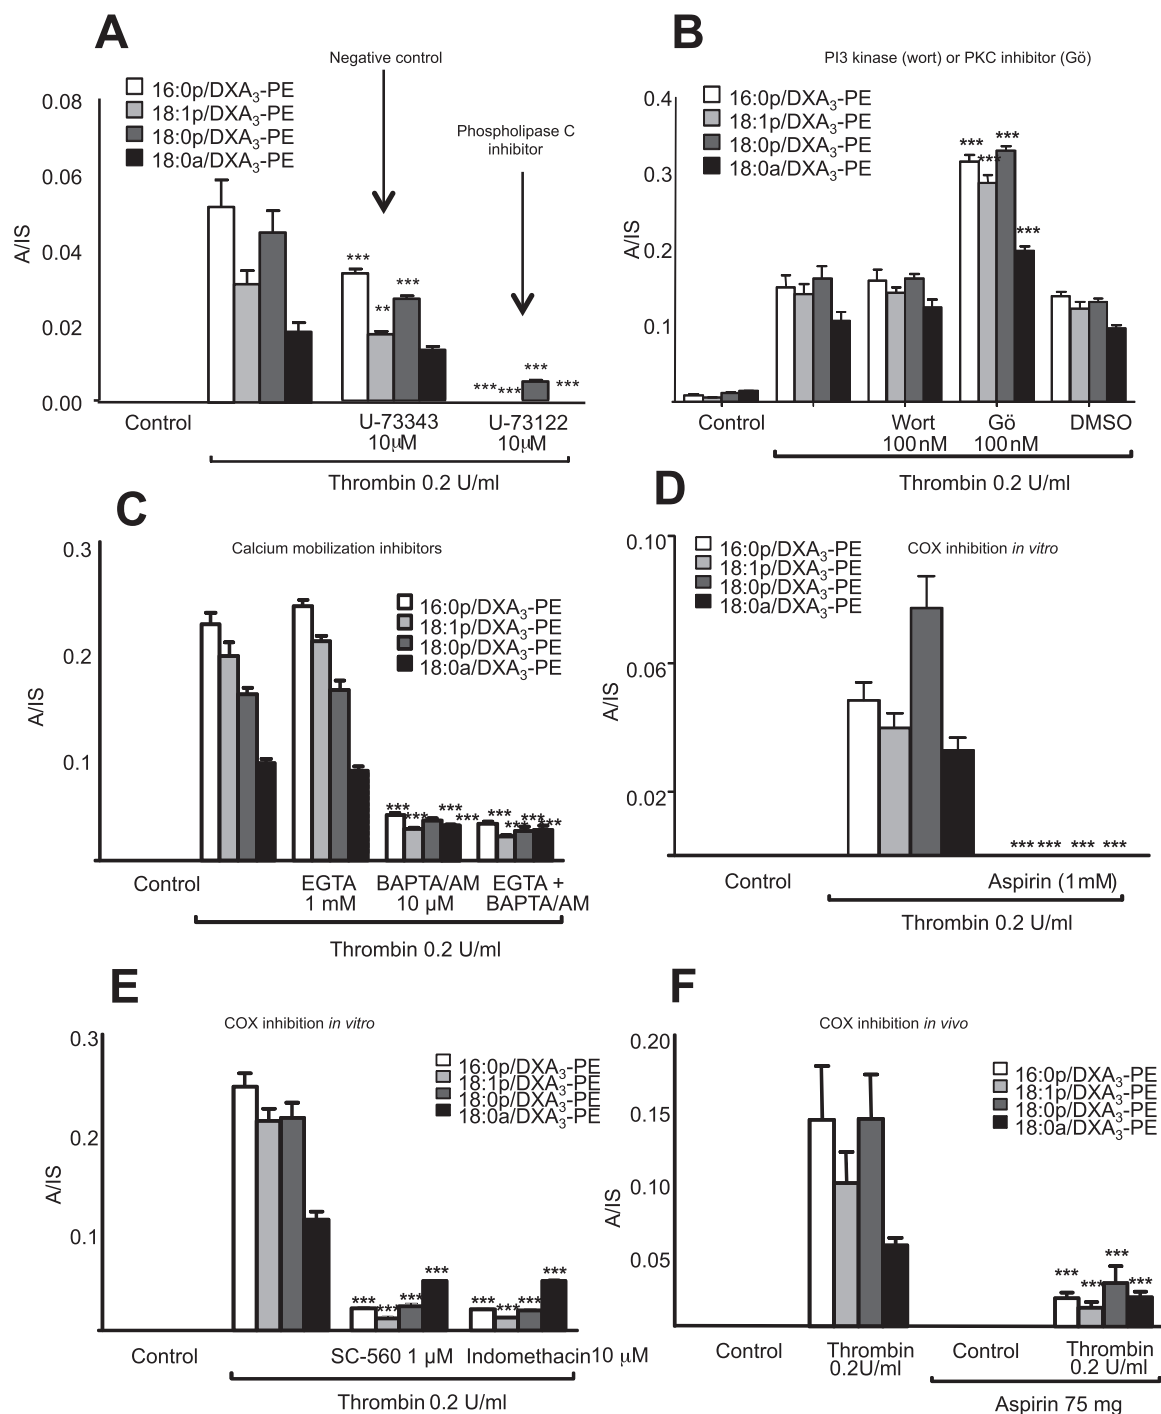 A
Negative control
16:0p/DXA3-PE
18:1p/DXA3-PE
18:0p/DXA3-PE
18:0a/DXA3-PE
Phospholipase C
inhibitor
0.08
0.06
0.04
0.02
0.00
A/IS
***
**
***
***
***
***
***
Control
U-73343
10µM
U-73122
10µM
Thrombin 0.2 U/ml
B
PI3 kinase (wort) or PKC inhibitor (Gö)
16:0p/DXA3-PE
18:1p/DXA3-PE
18:0p/DXA3-PE
18:0a/DXA3-PE
0.4
0.3
0.2
0.1
A/IS
***
***
***
***
Control
Wort
100 nM
Gö
100 nM
DMSO
Thrombin 0.2 U/ml
C
Calcium mobilization inhibitors
16:0p/DXA3-PE
18:1p/DXA3-PE
18:0p/DXA3-PE
18:0a/DXA3-PE
0.3
0.2
0.1
A/IS
***
***
***
***
***
***
***
***
Control
EGTA
1 mM
BAPTA/AM
10 µM
EGTA +
BAPTA/AM
Thrombin 0.2 U/ml
D
COX inhibition in vitro
16:0p/DXA3-PE
18:1p/DXA3-PE
18:0p/DXA3-PE
18:0a/DXA3-PE
0.10
0.06
0.02
A/IS
*** *** *** ***
Control
Aspirin (1mM)
Thrombin 0.2 U/ml
E
COX inhibition in vitro
16:0p/DXA3-PE
18:1p/DXA3-PE
18:0p/DXA3-PE
18:0a/DXA3-PE
0.3
0.2
0.1
A/IS
***
***
***
***
***
***
***
***
Control
SC-560 1 µM
Indomethacin10 µM
Thrombin 0.2 U/ml
F
COX inhibition in vivo
16:0p/DXA3-PE
18:1p/DXA3-PE
18:0p/DXA3-PE
18:0a/DXA3-PE
0.20
0.15
0.10
0.05
A/IS
***
***
***
***
Control
Thrombin
0.2U/ml
Control
Thrombin
0.2 U/ml
Aspirin 75 mg